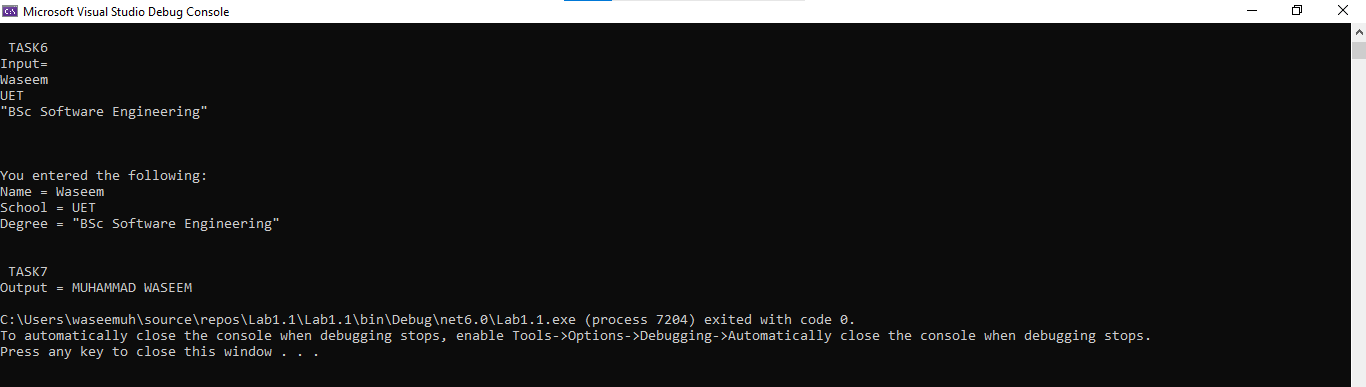 Microsoft Visual Studio Debug Console
TASK6
Input=
Waseem
UET
"BSc Software Engineering"
You entered the following:
Name = Waseem
School = UET
Degree = "BSc Software Engineering"
TASK7
Output = MUHAMMAD WASEEM
C:\Users\waseemuh\source\repos\Lab1.1\Lab1.1\bin\Debug\net6.0\Lab1.1.exe (process 7204) exited with code 0.
To automatically close the console when debugging stops, enable Tools->Options->Debugging->Automatically close the console when debugging stops.
Press any key to close this window . . .